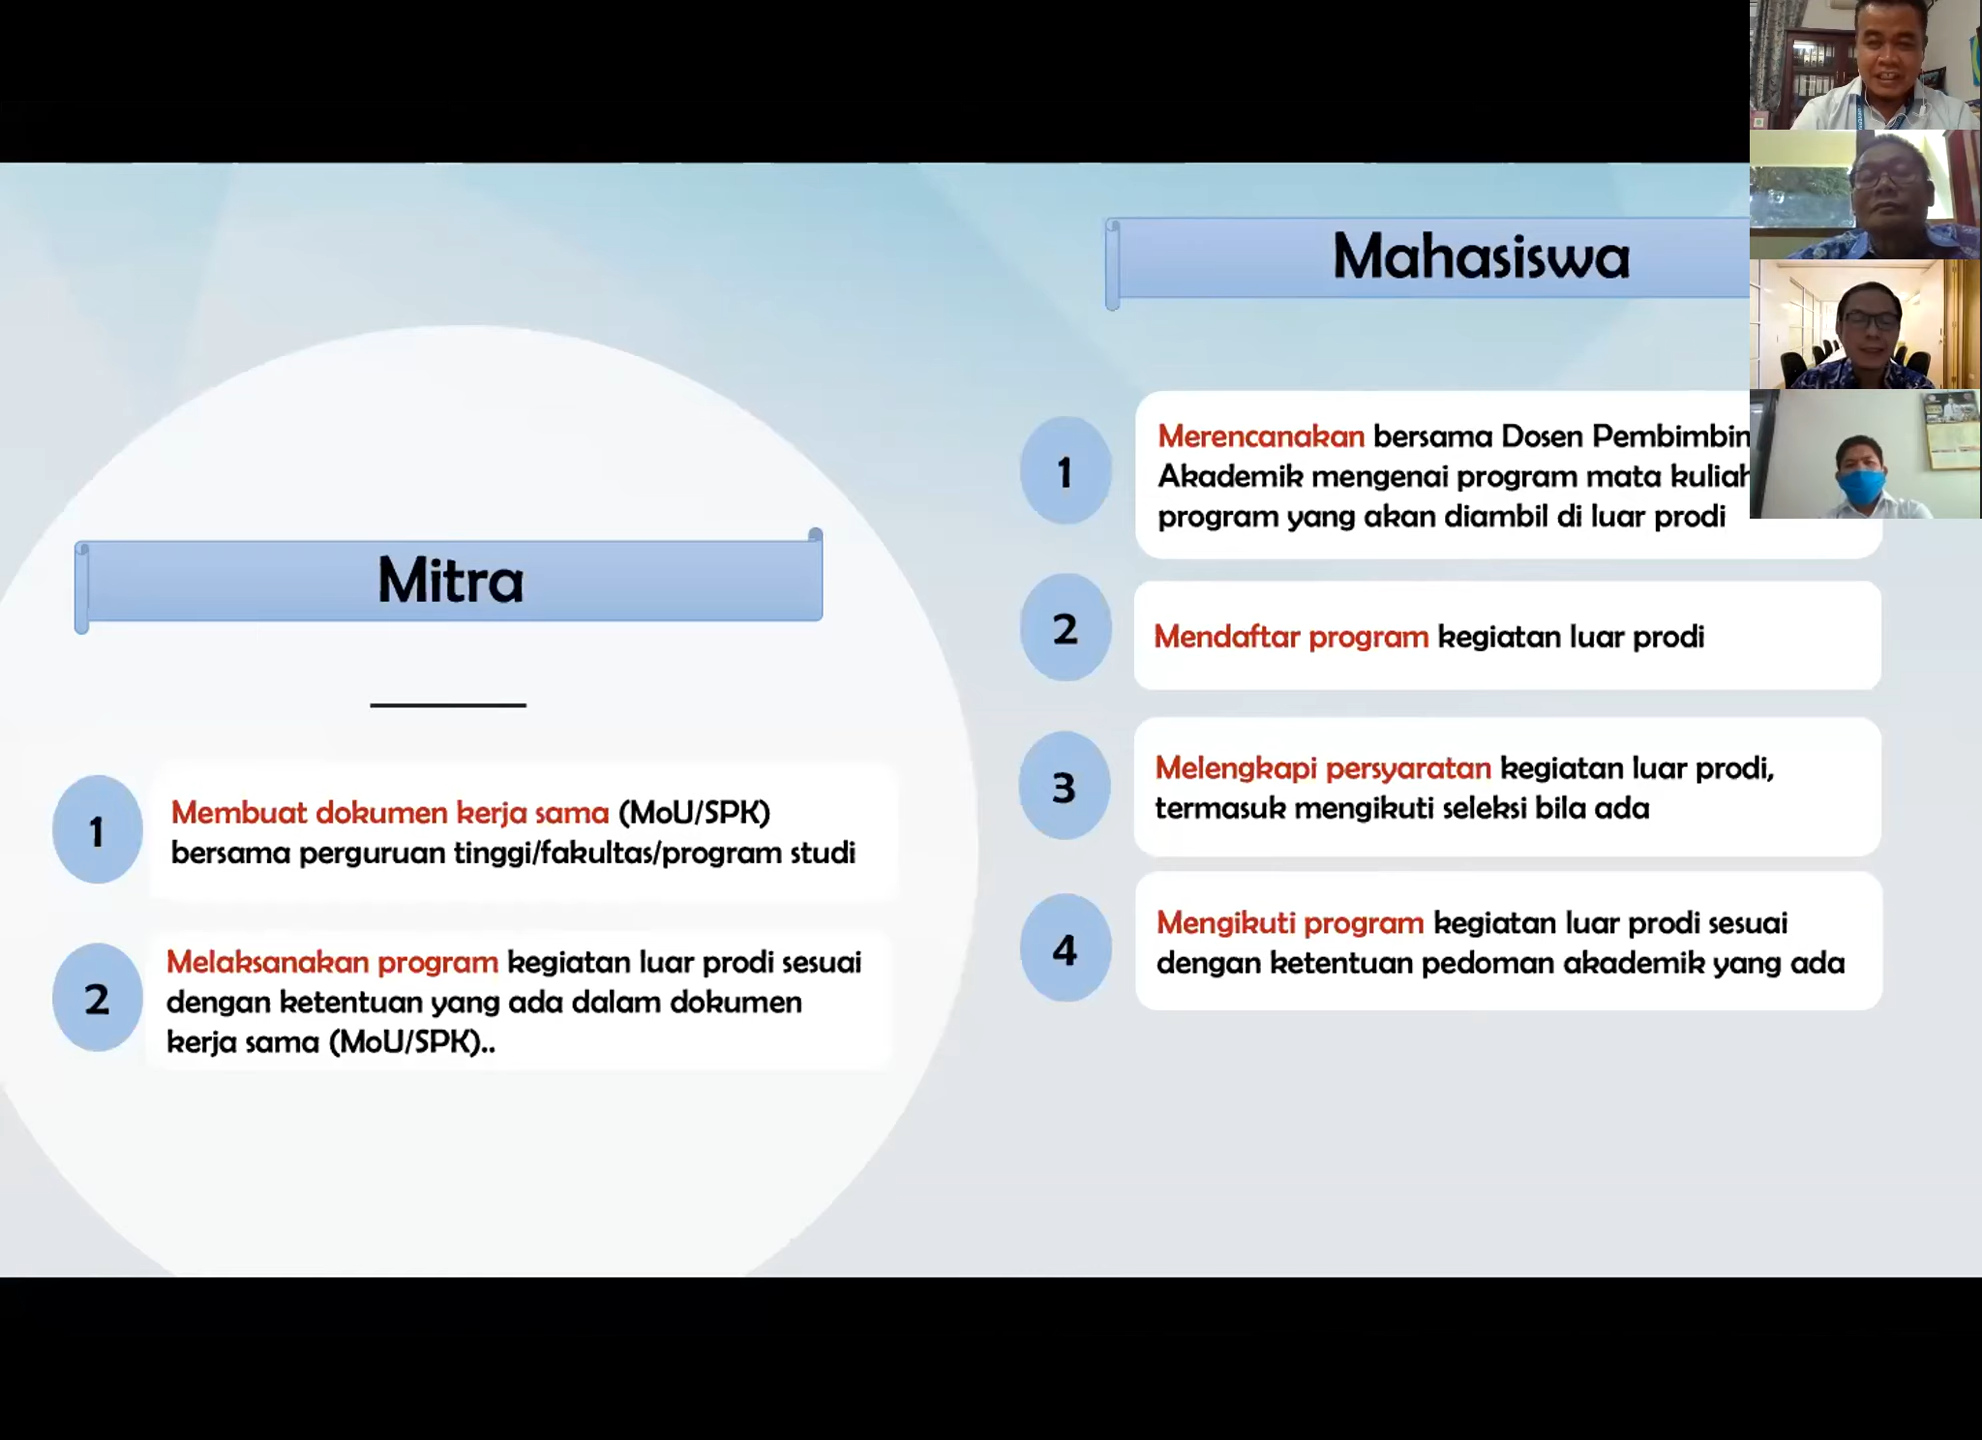 Mitra
1
Membuat dokumen kerja sama (MoU/SPK)
bersama perguruan tinggi/fakultas/program studi
2
Melaksanakan program kegiatan luar prodi sesuai
dengan ketentuan yang ada dalam dokumen
kerja sama (MoU/SPK)..
Mahasiswa
1
Merencanakan bersama Dosen Pembimbin
Akademik mengenai program mata kuliah
program yang akan diambil di luar prodi
2
Mendaftar program kegiatan luar prodi
3
Melengkapi persyaratan kegiatan luar prodi,
termasuk mengikuti seleksi bila ada
4
Mengikuti program kegiatan luar prodi sesuai
dengan ketentuan pedoman akademik yang ada